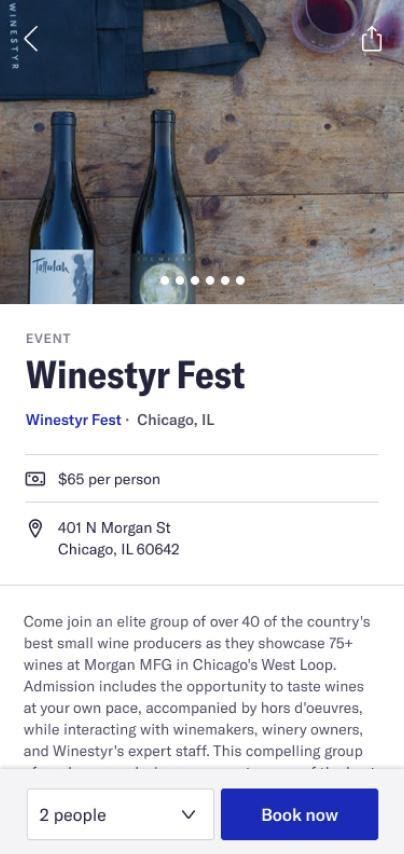 WINESTYR
Tallulah
EVENT
Winestyr Fest
Winestyr Fest · Chicago, IL
$65 per person
401 N Morgan St
Chicago, IL 60642
Come join an elite group of over 40 of the country's
best small wine producers as they showcase 75+
wines at Morgan MFG in Chicago's West Loop.
Admission includes the opportunity to taste wines
at your own pace, accompanied by hors d'oeuvres,
while interacting with winemakers, winery owners,
and Winestyr's expert staff. This compelling group
2 people
Book now